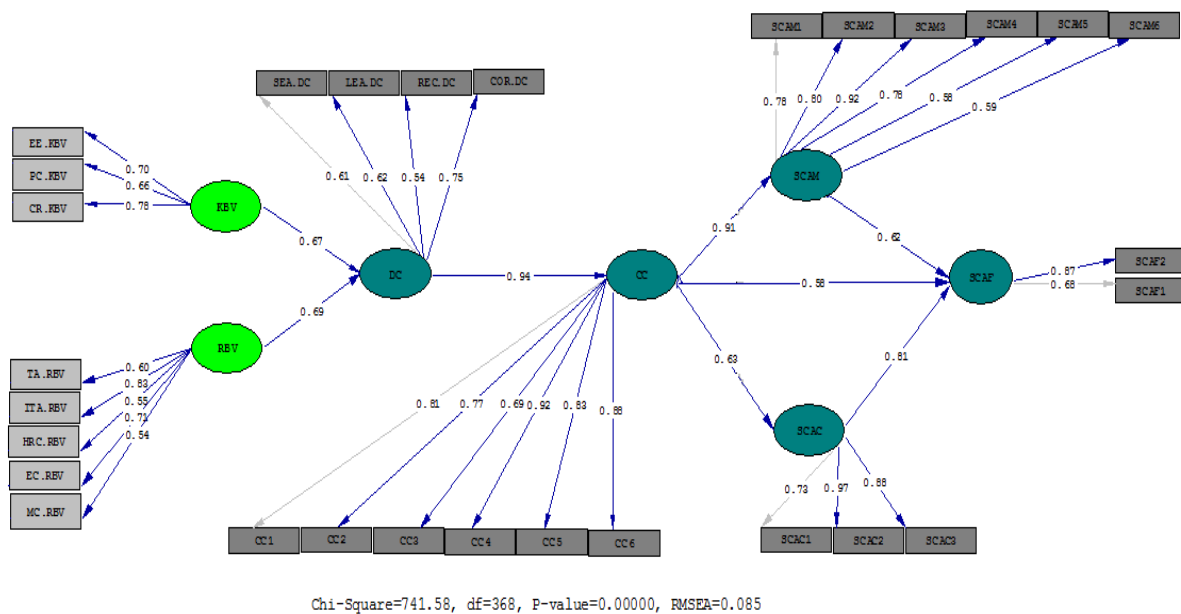 SCAM1 SCAM2 SCAM3 SCAM4 SCAM5 SCAM6
SEA.DC LEA.DC REC.DC COR.DC
0.78 0.80 0.92 0.78 0.58 0.59
EE.KBV
PC.KBV
CR.KBV
0.70
0.66
0.78
0.61 0.62 0.54 0.75
KBV
SCAM
0.67
0.91
0.62
DC
0.94
CC
0.58
SCAF
0.87
0.68
SCAF2
SCAF1
0.69
RBV
0.63
0.81
TA.RBV
TTA.RBV
HRC.RBV
EC.RBV
MC.RBV
0.60
0.83
0.55
0.71
0.54
0.81 0.77 0.69 0.92 0.83 0.88
SCAC
0.73 0.97 0.88
CC1 CC2 CC3 CC4 CC5 CC6
SCAC1 SCAC2 SCAC3
Chi-Square=741.58, df=368, P-value=0.00000, RMSEA=0.085